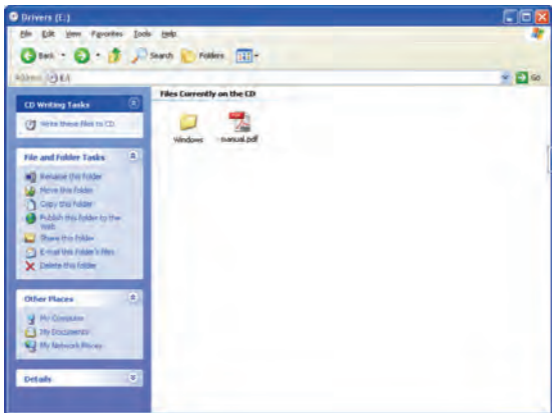 Drivers (E:)
File Edit View Favorites Tools Help
Back Search Folders
Address E:\ Go
CD Writing Tasks
Write these files to CD
File and Folder Tasks
Rename this folder
Move this folder
Copy this folder
Publish this folder to the
Web
Share this folder
E-mail this folder's files
Delete this folder
Other Places
My Computer
My Documents
My Network Places
Details
Files Currently on the CD
Windows manual.pdf